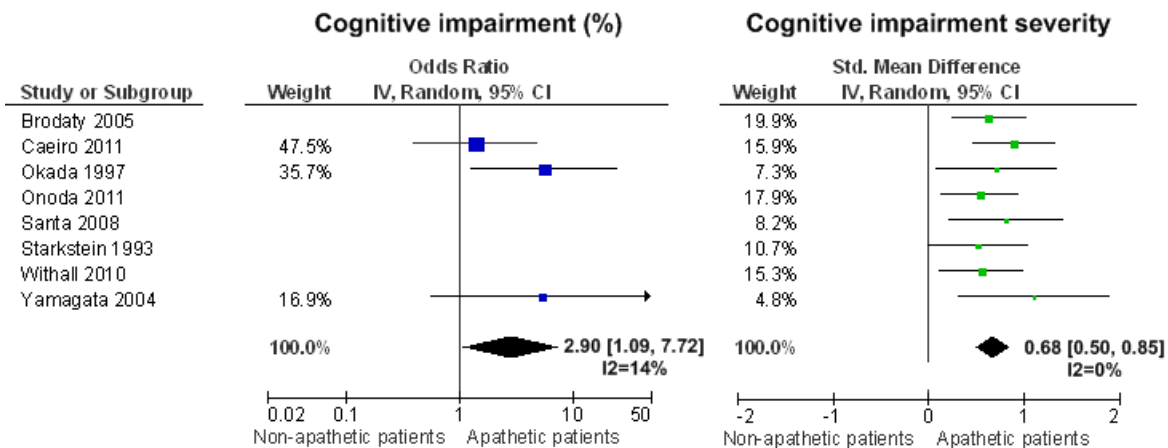 Cognitive impairment (%) Cognitive impairment severity
Odds Ratio Std. Mean Difference
Study or Subgroup Weight IV, Random, 95% CI Weight IV, Random, 95% CI
Brodaty 2005 19.9%
Caeiro 2011 47.5% 15.9%
Okada 1997 35.7% 7.3%
Onoda 2011 17.9%
Santa 2008 8.2%
Starkstein 1993 10.7%
Withall 2010 15.3%
Yamagata 2004 16.9% 4.8%
100.0% 2.90 [1.09, 7.72] 100.0% 0.68 [0.50, 0.85]
I2=14% I2=0%
0.02 0.1 1 10 50 -2 -1 0 1 2
Non-apathetic patients Apathetic patients Non-apathetic patients Apathetic patients